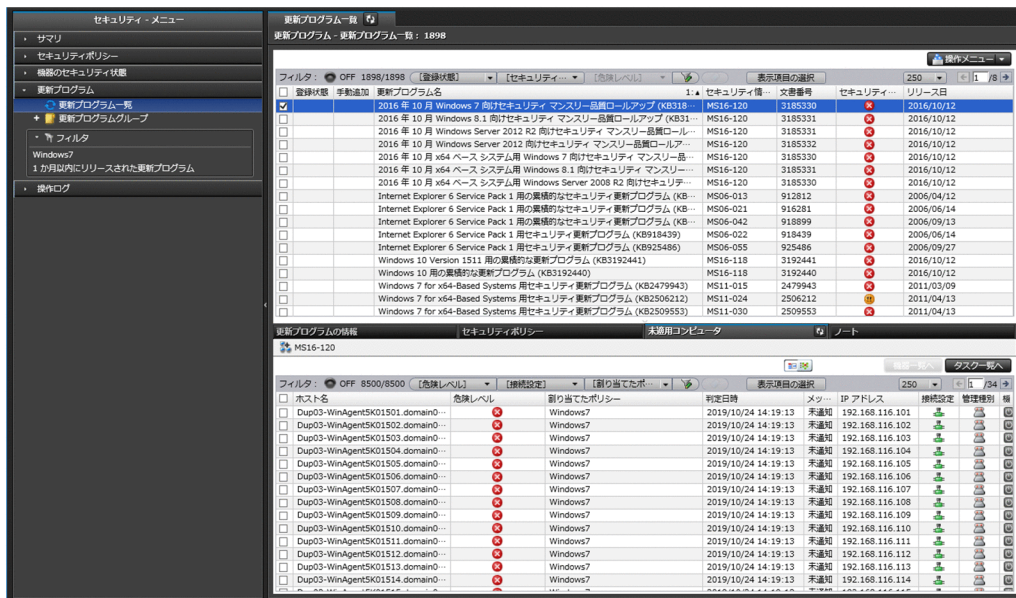 セキュリティ - メニュー
サマリ
セキュリティポリシー
機器のセキュリティ状態
更新プログラム
更新プログラム一覧
更新プログラムグループ
フィルタ
Windows7
1 か月以内にリリースされた更新プログラム
操作ログ
更新プログラム一覧
更新プログラム - 更新プログラム一覧 : 1898
操作メニュー
フィルタ : OFF 1898/1898 [登録状態] [セキュリティ… [危険レベル] 表示項目の選択 250 1 /8
登録状態 手動追加 更新プログラム名 1:▲ セキュリティ情… 文書番号 セキュリティ… リリース日
2016 年 10 月 Windows 7 向けセキュリティ マンスリー品質ロールアップ (KB318… MS16-120 3185330 2016/10/12
2016 年 10 月 Windows 8.1 向けセキュリティ マンスリー品質ロールアップ (KB31… MS16-120 3185331 2016/10/12
2016 年 10 月 Windows Server 2012 R2 向けセキュリティ マンスリー品質ロール… MS16-120 3185331 2016/10/12
2016 年 10 月 Windows Server 2012 向けセキュリティ マンスリー品質ロールア… MS16-120 3185332 2016/10/12
2016 年 10 月 x64 ベース システム用 Windows 7 向けセキュリティ マンスリー品… MS16-120 3185330 2016/10/12
2016 年 10 月 x64 ベース システム用 Windows 8.1 向けセキュリティ マンスリー… MS16-120 3185331 2016/10/12
2016 年 10 月 x64 ベース システム用 Windows Server 2008 R2 向けセキュリテ… MS16-120 3185330 2016/10/12
Internet Explorer 6 Service Pack 1 用の累積的なセキュリティ更新プログラム (KB… MS06-013 912812 2006/04/12
Internet Explorer 6 Service Pack 1 用の累積的なセキュリティ更新プログラム (KB… MS06-021 916281 2006/06/14
Internet Explorer 6 Service Pack 1 用の累積的なセキュリティ更新プログラム (KB… MS06-042 918899 2006/09/13
Internet Explorer 6 Service Pack 1 用セキュリティ更新プログラム (KB918439) MS06-022 918439 2006/06/14
Internet Explorer 6 Service Pack 1 用セキュリティ更新プログラム (KB925486) MS06-055 925486 2006/09/27
Windows 10 Version 1511 用の累積的な更新プログラム (KB3192441) MS16-118 3192441 2016/10/12
Windows 10 用の累積的な更新プログラム (KB3192440) MS16-118 3192440 2016/10/12
Windows 7 for x64-Based Systems 用セキュリティ更新プログラム (KB2479943) MS11-015 2479943 2011/03/09
Windows 7 for x64-Based Systems 用セキュリティ更新プログラム (KB2506212) MS11-024 2506212 2011/04/13
Windows 7 for x64-Based Systems 用セキュリティ更新プログラム (KB2509553) MS11-030 2509553 2011/04/13
更新プログラムの情報 セキュリティポリシー 未適用コンピュータ ノート
MS16-120
機器一覧へ タスク一覧へ
フィルタ : OFF 8500/8500 [危険レベル] [接続設定] [割り当てたポ… 表示項目の選択 250 1 /34
ホスト名 危険レベル 割り当てたポリシー 判定日時 メッ… IP アドレス 接続設定 管理種別 機
Dup03-WinAgent5K01501.domain0… Windows7 2019/10/24 14:19:13 未通知 192.168.116.101
Dup03-WinAgent5K01502.domain0… Windows7 2019/10/24 14:19:13 未通知 192.168.116.102
Dup03-WinAgent5K01503.domain0… Windows7 2019/10/24 14:19:13 未通知 192.168.116.103
Dup03-WinAgent5K01504.domain0… Windows7 2019/10/24 14:19:13 未通知 192.168.116.104
Dup03-WinAgent5K01505.domain0… Windows7 2019/10/24 14:19:13 未通知 192.168.116.105
Dup03-WinAgent5K01506.domain0… Windows7 2019/10/24 14:19:13 未通知 192.168.116.106
Dup03-WinAgent5K01507.domain0… Windows7 2019/10/24 14:19:13 未通知 192.168.116.107
Dup03-WinAgent5K01508.domain0… Windows7 2019/10/24 14:19:13 未通知 192.168.116.108
Dup03-WinAgent5K01509.domain0… Windows7 2019/10/24 14:19:13 未通知 192.168.116.109
Dup03-WinAgent5K01510.domain0… Windows7 2019/10/24 14:19:13 未通知 192.168.116.110
Dup03-WinAgent5K01511.domain0… Windows7 2019/10/24 14:19:13 未通知 192.168.116.111
Dup03-WinAgent5K01512.domain0… Windows7 2019/10/24 14:19:13 未通知 192.168.116.112
Dup03-WinAgent5K01513.domain0… Windows7 2019/10/24 14:19:13 未通知 192.168.116.113
Dup03-WinAgent5K01514.domain0… Windows7 2019/10/24 14:19:13 未通知 192.168.116.114